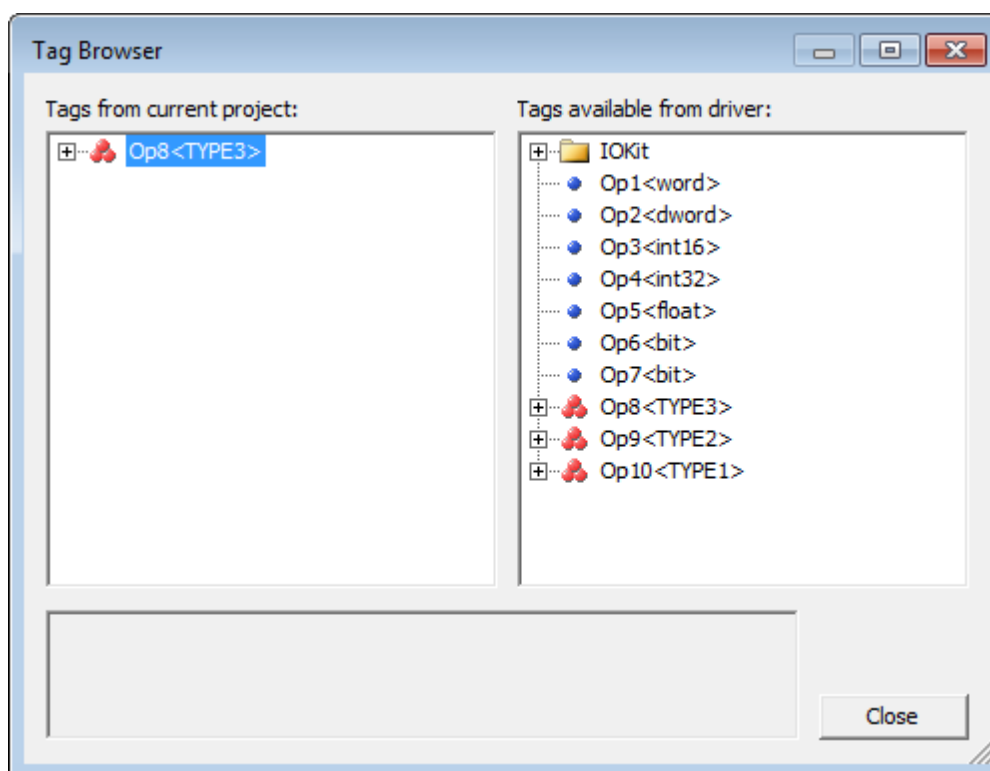 Tag Browser
Tags from current project:
Op8<TYPE3>
Tags available from driver:
IOKit
Op1<word>
Op2<dword>
Op3<int16>
Op4<int32>
Op5<float>
Op6<bit>
Op7<bit>
Op8<TYPE3>
Op9<TYPE2>
Op10<TYPE1>
Close